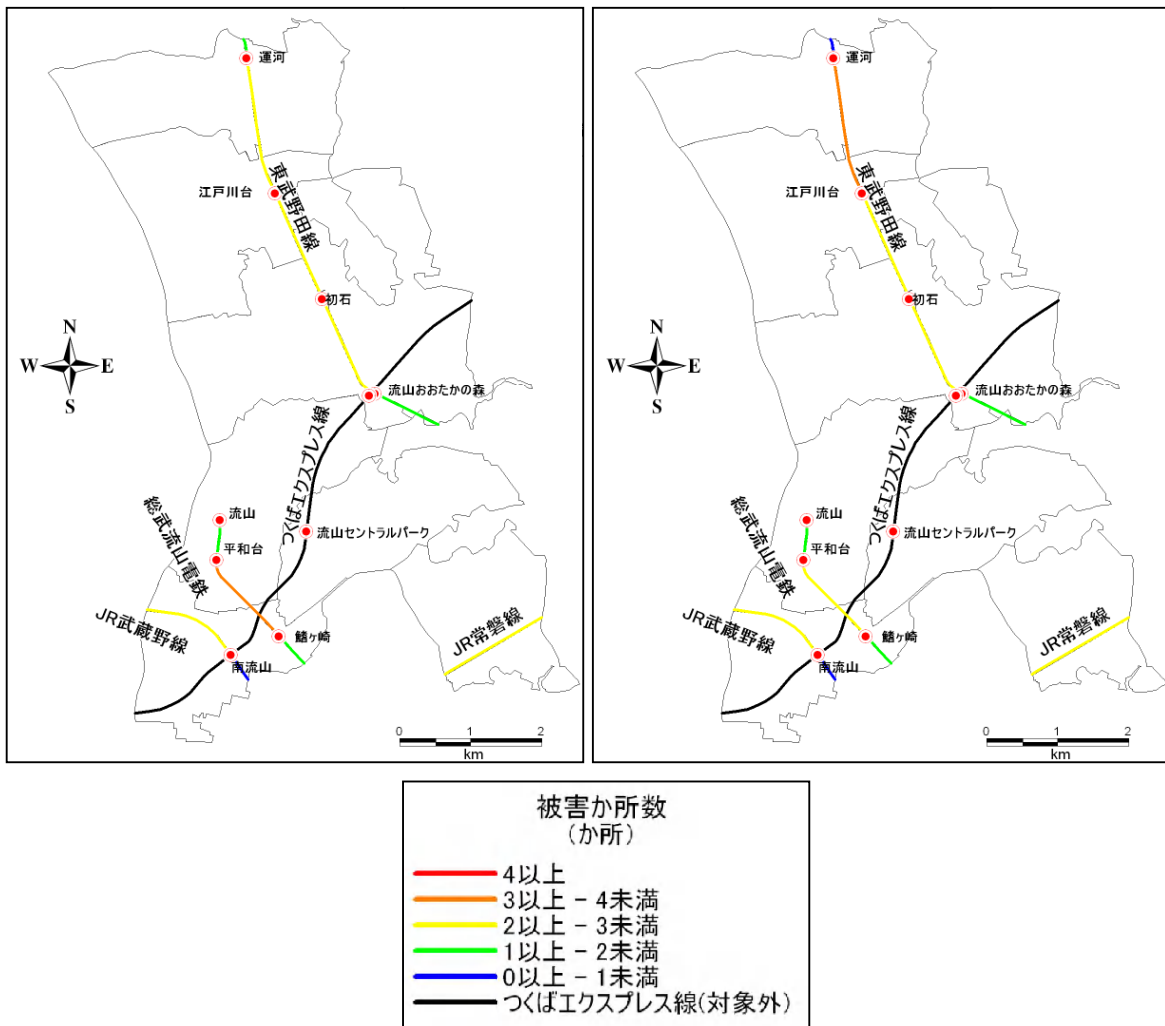 運河
江戸川台
東武野田線
初石
N
W
E
S
流山おおたかの森
つくばエクスプレス線
総武流山電鉄
流山
流山セントラルパーク
平和台
JR武蔵野線
鰭ヶ崎
JR常磐線
南流山
0 1 2
km
運河
江戸川台
東武野田線
初石
N
W
E
S
流山おおたかの森
つくばエクスプレス線
総武流山電鉄
流山
流山セントラルパーク
平和台
JR武蔵野線
鰭ヶ崎
JR常磐線
南流山
0 1 2
km
被害か所数
(か所)
4以上
3以上 - 4未満
2以上 - 3未満
1以上 - 2未満
0以上 - 1未満
つくばエクスプレス線(対象外)